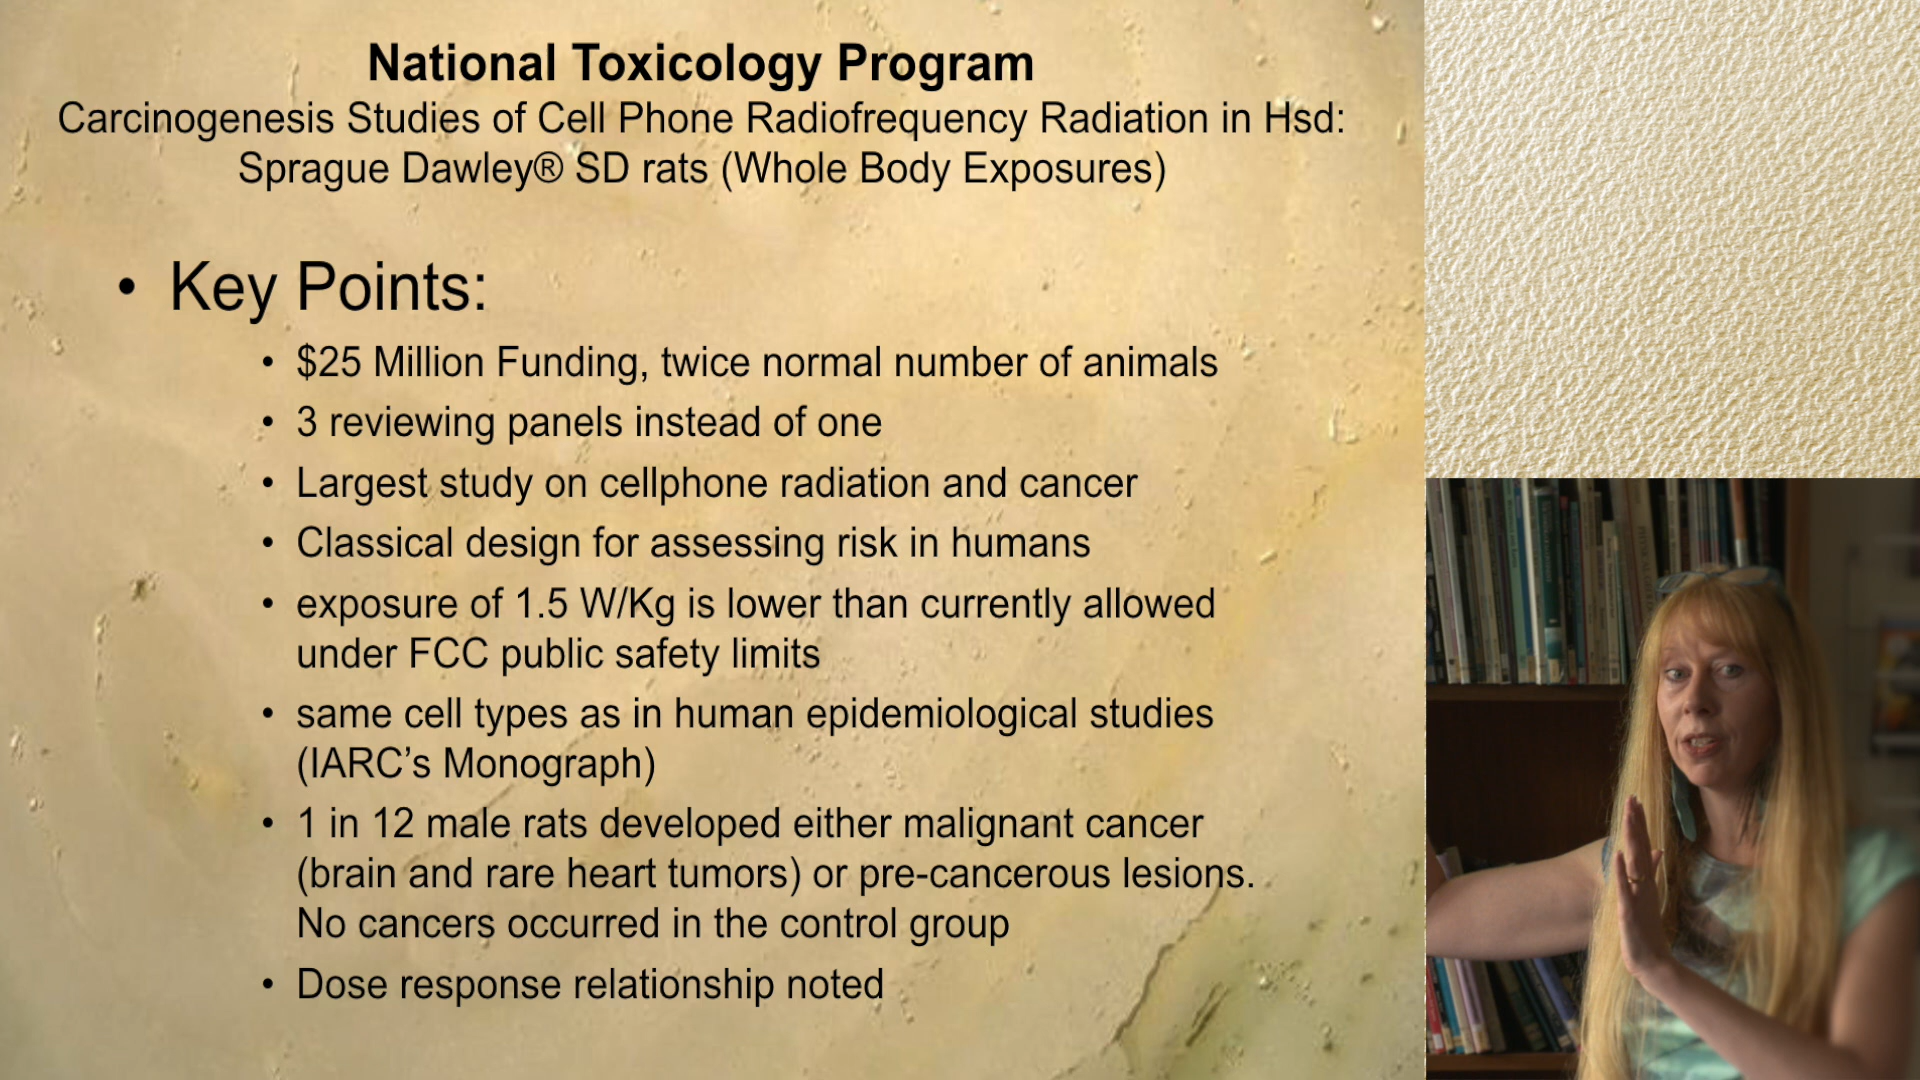 National Toxicology Program
Carcinogenesis Studies of Cell Phone Radiofrequency Radiation in Hsd:
Sprague Dawley® SD rats (Whole Body Exposures)
• Key Points:
• $25 Million Funding, twice normal number of animals
• 3 reviewing panels instead of one
• Largest study on cellphone radiation and cancer
• Classical design for assessing risk in humans
• exposure of 1.5 W/Kg is lower than currently allowed
under FCC public safety limits
• same cell types as in human epidemiological studies
(IARC’s Monograph)
• 1 in 12 male rats developed either malignant cancer
(brain and rare heart tumors) or pre-cancerous lesions.
No cancers occurred in the control group
• Dose response relationship noted